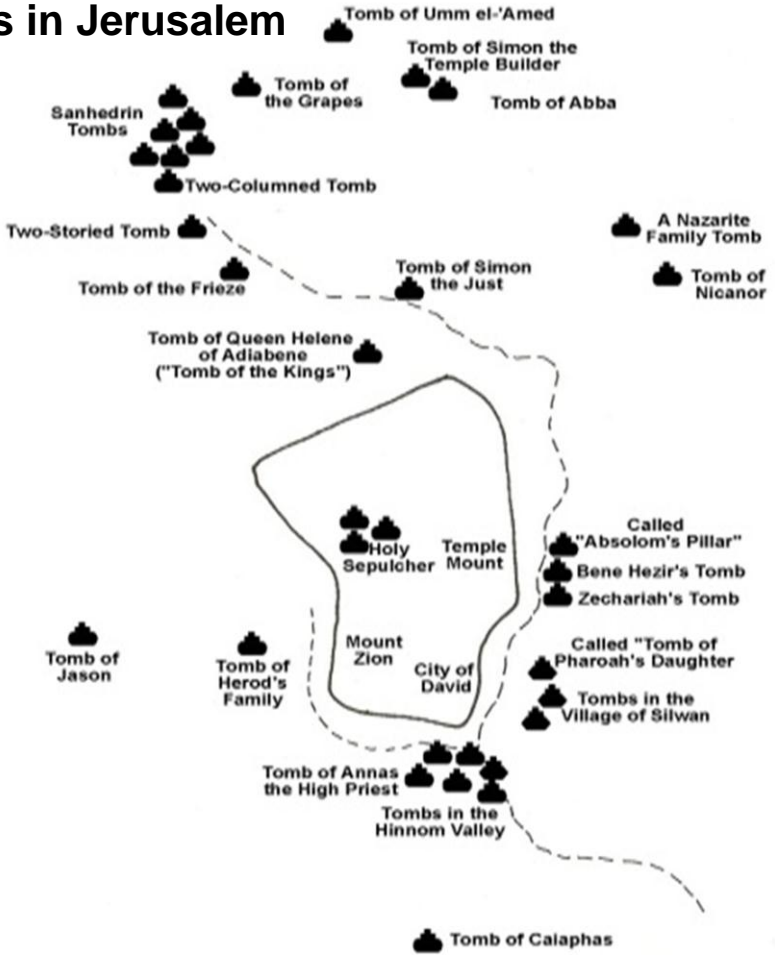 s in Jerusalem
Tomb of Umm el-'Amed
Tomb of Simon the
Temple Builder
Tomb of
the Grapes
Tomb of Abba
Sanhedrin
Tombs
Two-Columned Tomb
Two-Storied Tomb
A Nazarite
Family Tomb
Tomb of the Frieze
Tomb of Simon
the Just
Tomb of
Nicanor
Tomb of Queen Helene
of Adiabene
("Tomb of the Kings")
Holy
Sepulcher
Temple
Mount
Called
"Absolom's Pillar"
Bene Hezir's Tomb
Zechariah's Tomb
Tomb of
Jason
Tomb of
Herod's
Family
Mount
Zion
City of
David
Called "Tomb of
Pharoah's Daughter
Tombs in the
Village of Silwan
Tomb of Annas
the High Priest
Tombs in the
Hinnom Valley
Tomb of Caiaphas